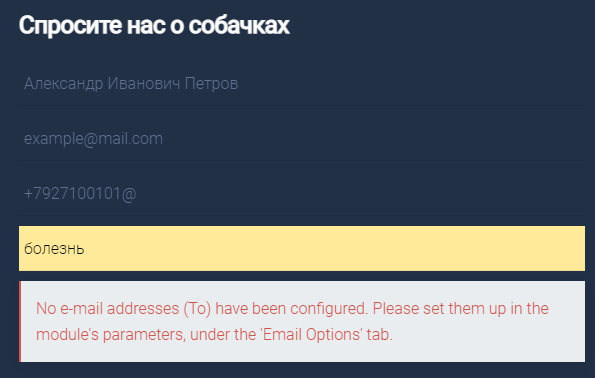 Спросите нас о собачках
Александр Иванович Петров
example@mail.com
+7927100101@
болезнь
No e-mail addresses (To) have been configured. Please set them up in the
module's parameters, under the 'Email Options' tab.